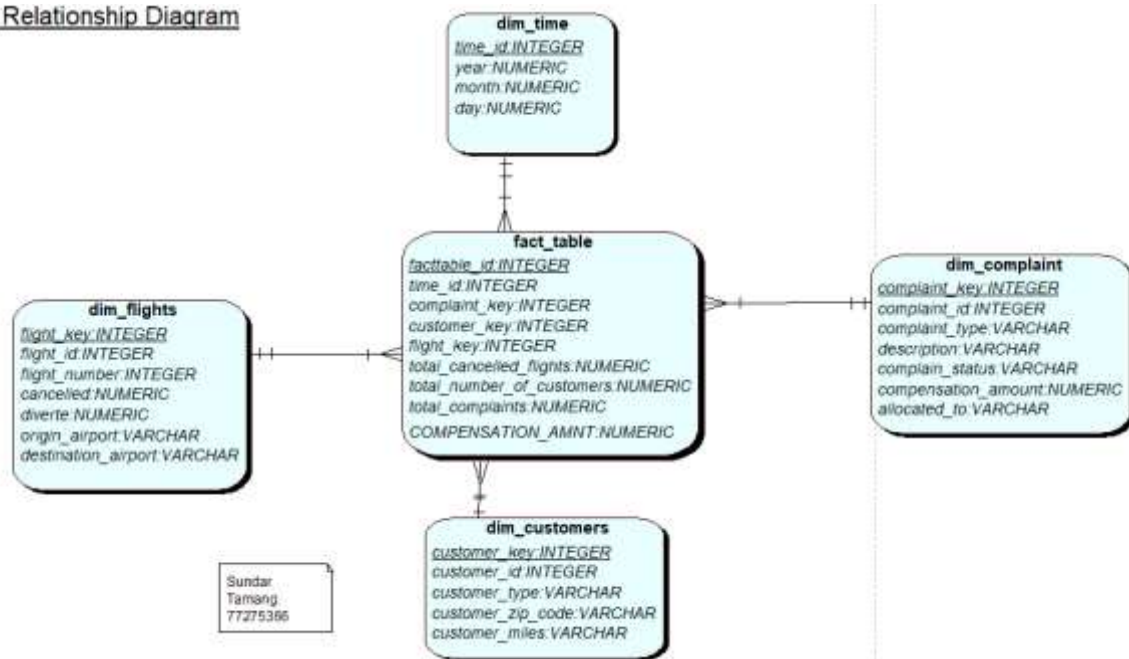 Relationship Diagram
dim_time
time_id:INTEGER
year:NUMERIC
month:NUMERIC
day:NUMERIC
fact_table
facttable_id:INTEGER
time_id:INTEGER
complaint_key:INTEGER
customer_key:INTEGER
flight_key:INTEGER
total_cancelled_flights:NUMERIC
total_number_of_customers:NUMERIC
total_complaints:NUMERIC
COMPENSATION_AMNT:NUMERIC
dim_complaint
complaint_key:INTEGER
complaint_id:INTEGER
complaint_type:VARCHAR
description:VARCHAR
complain_status:VARCHAR
compensation_amount:NUMERIC
allocated_to:VARCHAR
dim_flights
flight_key:INTEGER
flight_id:INTEGER
flight_number:INTEGER
cancelled:NUMERIC
diverte:NUMERIC
origin_airport:VARCHAR
destination_airport:VARCHAR
dim_customers
customer_key:INTEGER
customer_id:INTEGER
customer_type:VARCHAR
customer_zip_code:VARCHAR
customer_miles:VARCHAR
Sundar
Tamang
77275366